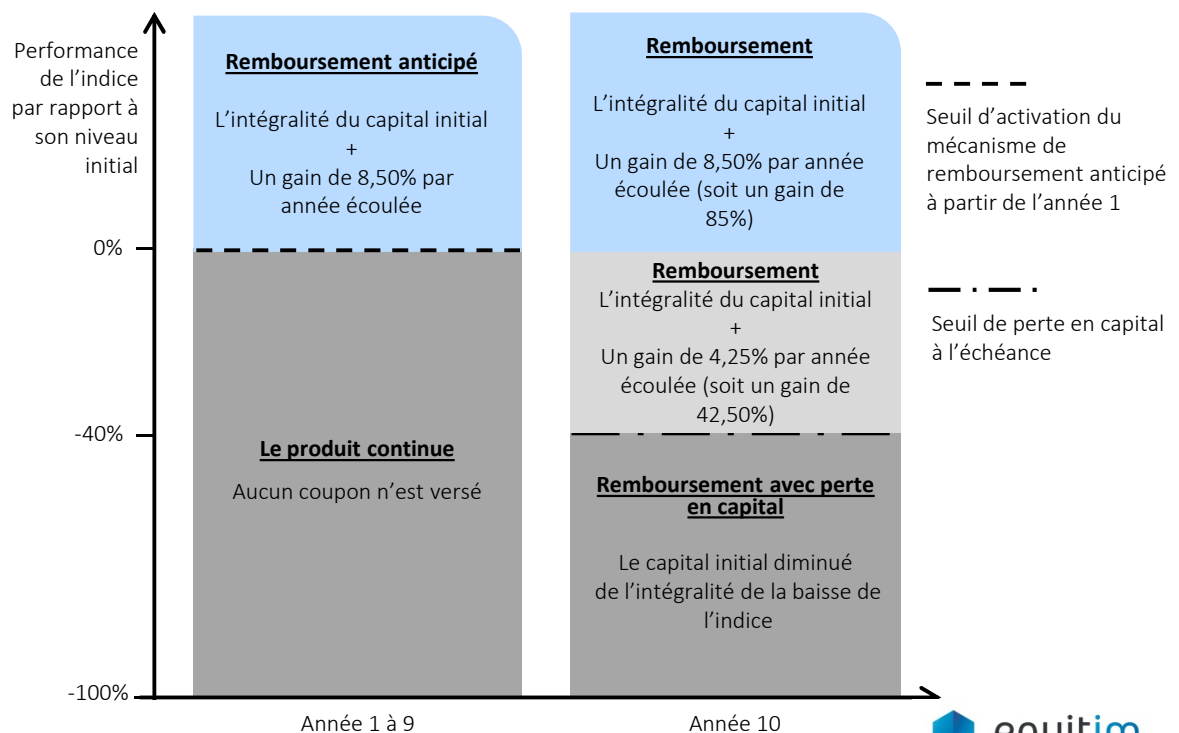 Performance
de l’indice
par rapport à
son niveau
initial
0%
-40%
-100%
Remboursement anticipé
L’intégralité du capital initial
+
Un gain de 8,50% par
année écoulée
Le produit continue
Aucun coupon n’est versé
Année 1 à 9
Remboursement
L’intégralité du capital initial
+
Un gain de 8,50% par année
écoulée (soit un gain de
85%)
Remboursement
L’intégralité du capital initial
+
Un gain de 4,25% par année
écoulée (soit un gain de
42,50%)
Remboursement avec perte
en capital
Le capital initial diminué
de l’intégralité de la baisse de
l’indice
Année 10
Seuil d’activation du
mécanisme de
remboursement anticipé
à partir de l’année 1
Seuil de perte en capital
à l’échéance
equitim